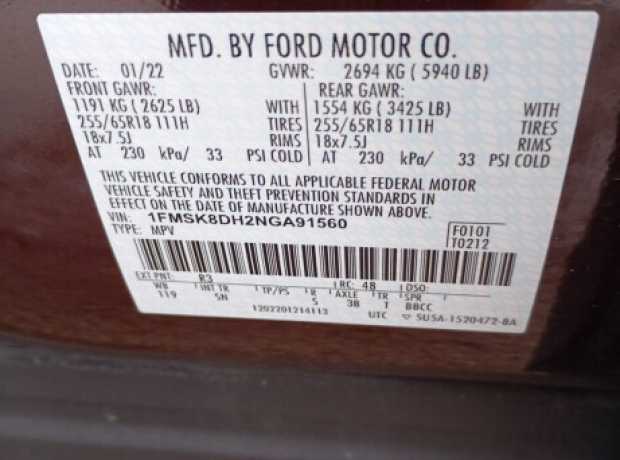 MFD. BY FORD MOTOR CO.
DATE: 01/22 GVWR: 2694 KG ( 5940 LB)
FRONT GAWR: REAR GAWR:
1191 KG ( 2625 LB) WITH 1554 KG ( 3425 LB) WITH
255/65R18 111H TIRES 255/65R18 111H TIRES
18x7.5J RIMS 18x7.5J RIMS
AT 230 kPa/ 33 PSI COLD AT 230 kPa/ 33 PSI COLD
THIS VEHICLE CONFORMS TO ALL APPLICABLE FEDERAL MOTOR
VEHICLE SAFETY AND THEFT PREVENTION STANDARDS IN
EFFECT ON THE DATE OF MANUFACTURE SHOWN ABOVE.
VIN: 1FMSK8DH2NGA91560
TYPE: MPV
F0101
T0212
EXT PNT: R3 RC: 48 DSO:
WB INT TR TP/PS R AXLE TR SPR
119 5N S 38 T BBCC
1202201214113 UTC 5U5A-1520472-BA